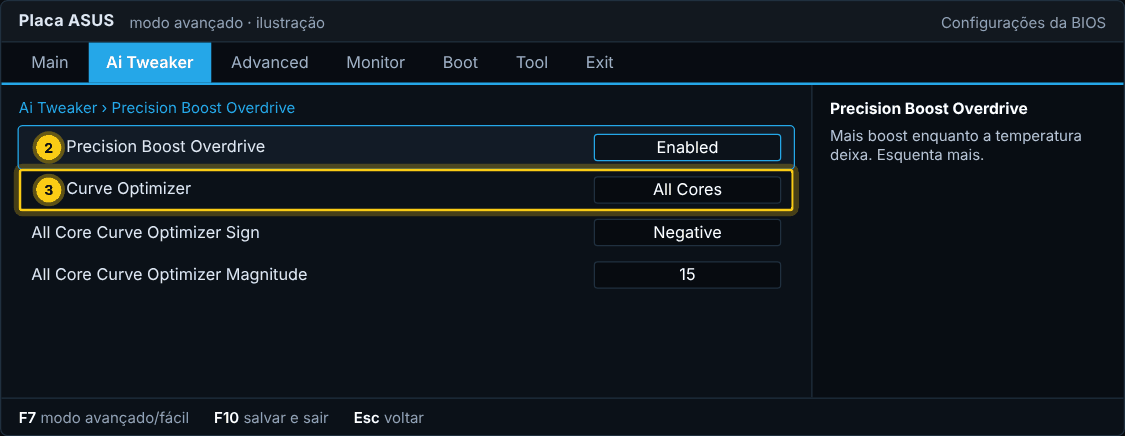 Placa ASUS modo avançado · ilustração Configurações da BIOS
Main Ai Tweaker Advanced Monitor Boot Tool Exit
Ai Tweaker › Precision Boost Overdrive
2 Precision Boost Overdrive Enabled
3 Curve Optimizer All Cores
All Core Curve Optimizer Sign Negative
All Core Curve Optimizer Magnitude 15
Precision Boost Overdrive
Mais boost enquanto a temperatura
deixa. Esquenta mais.
F7 modo avançado/fácil F10 salvar e sair Esc voltar